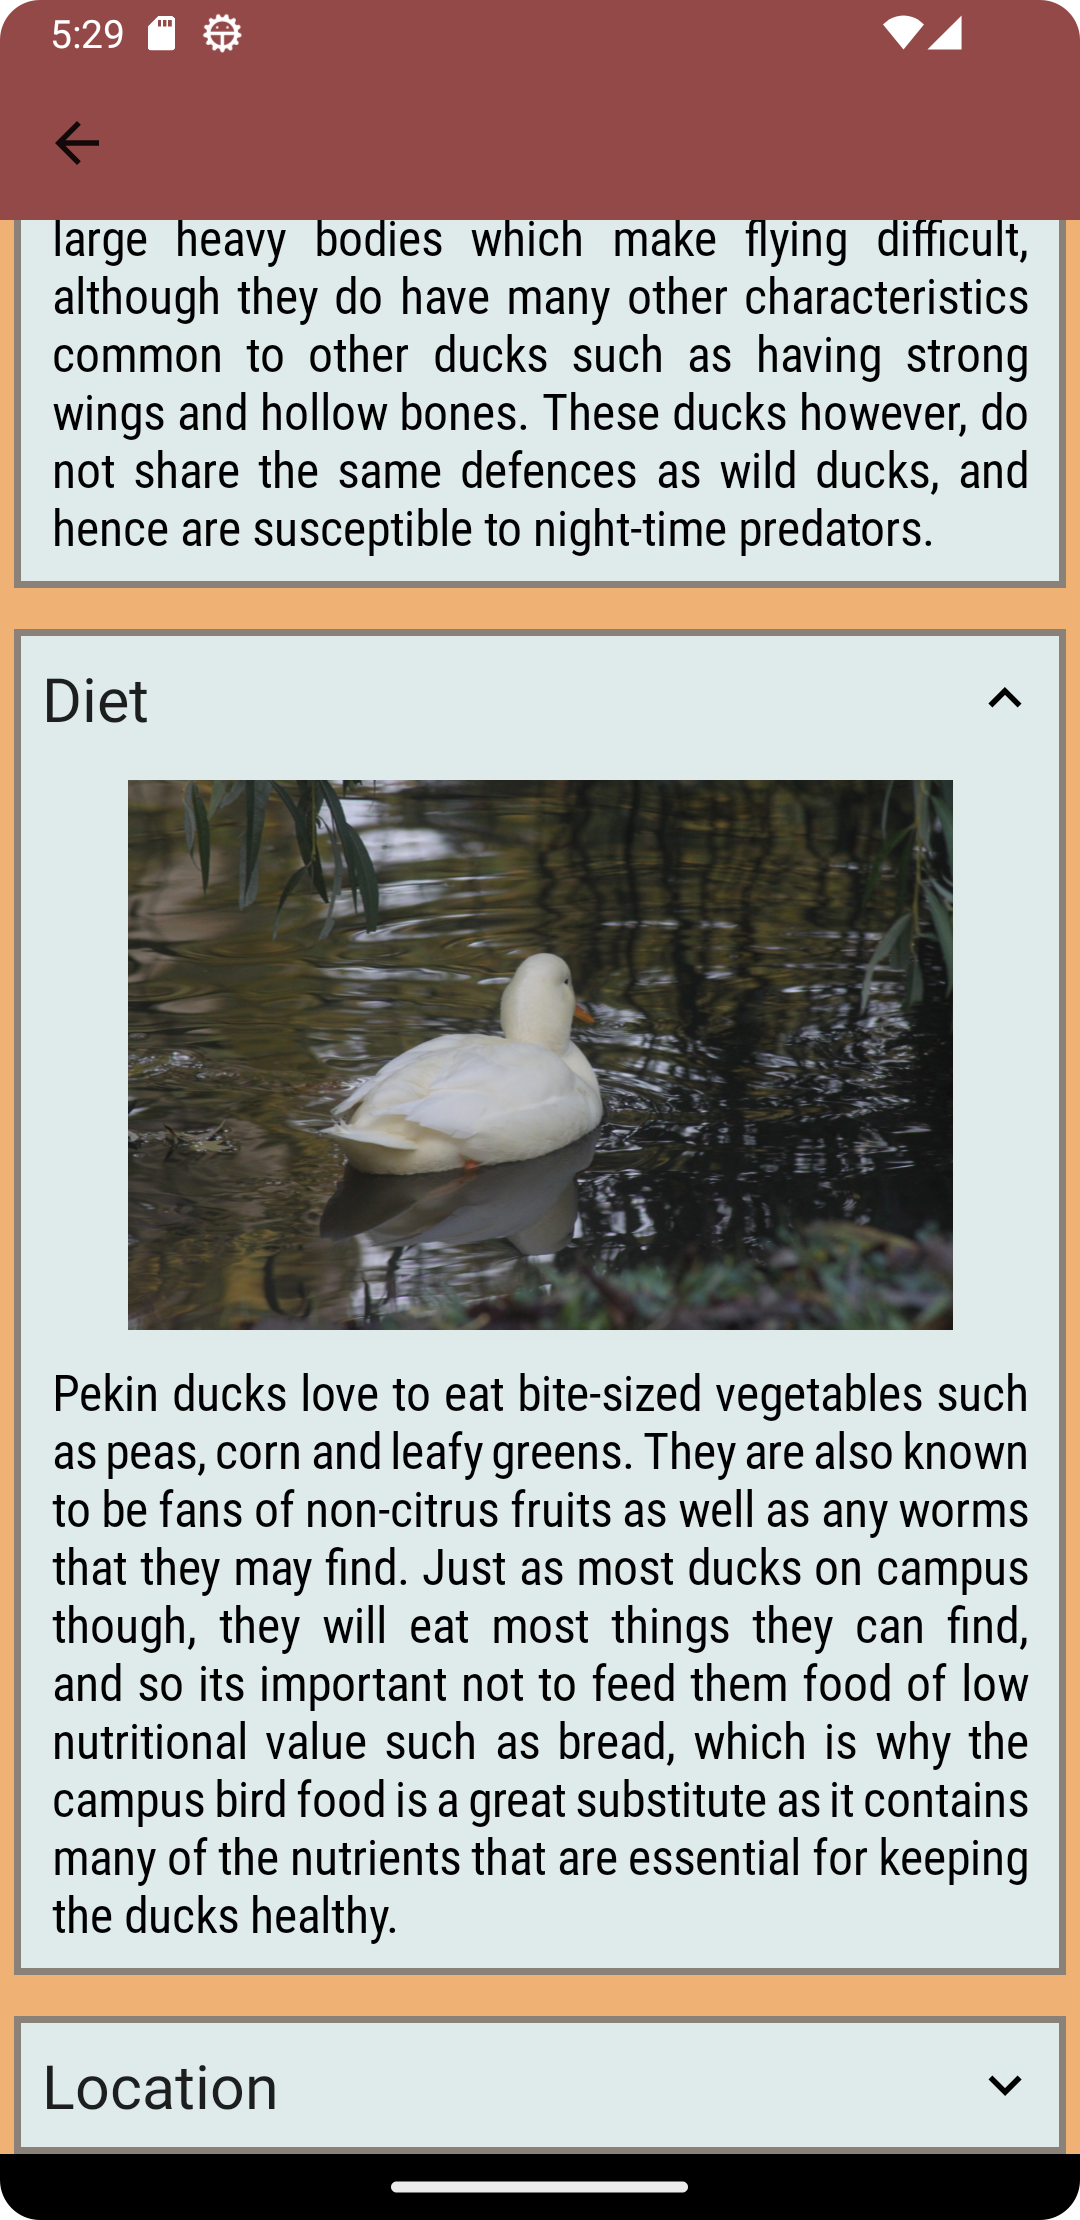 5:29
large heavy bodies which make flying difficult,
although they do have many other characteristics
common to other ducks such as having strong
wings and hollow bones. These ducks however, do
not share the same defences as wild ducks, and
hence are susceptible to night-time predators.
Diet
Pekin ducks love to eat bite-sized vegetables such
as peas, corn and leafy greens. They are also known
to be fans of non-citrus fruits as well as any worms
that they may find. Just as most ducks on campus
though, they will eat most things they can find,
and so its important not to feed them food of low
nutritional value such as bread, which is why the
campus bird food is a great substitute as it contains
many of the nutrients that are essential for keeping
the ducks healthy.
Location